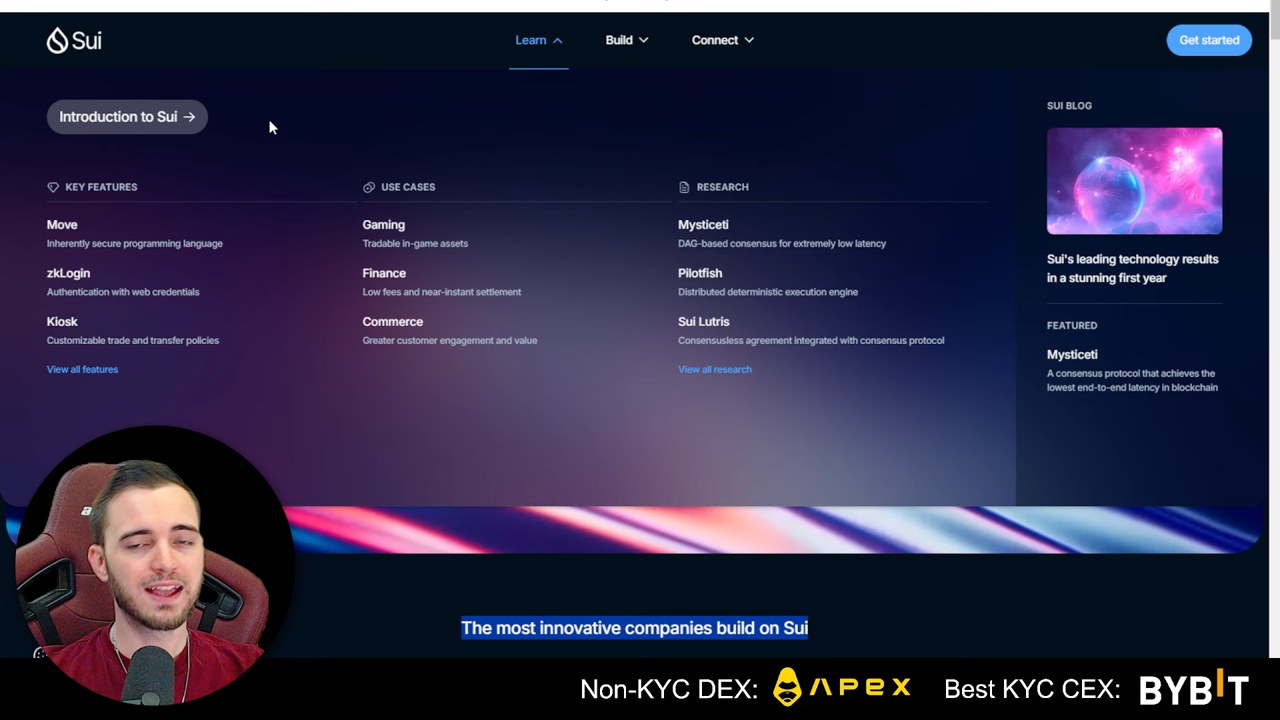 Sui
Learn
Build
Connect
Get started
Introduction to Sui →
KEY FEATURES
Move
Inherently secure programming language
zkLogin
Authentication with web credentials
Kiosk
Customizable trade and transfer policies
View all features
USE CASES
Gaming
Tradable in-game assets
Finance
Low fees and near-instant settlement
Commerce
Greater customer engagement and value
RESEARCH
Mysticeti
DAG-based consensus for extremely low latency
Pilotfish
Distributed deterministic execution engine
Sui Lutris
Consensusless agreement integrated with consensus protocol
View all research
SUI BLOG
Sui's leading technology results
in a stunning first year
FEATURED
Mysticeti
A consensus protocol that achieves the
lowest end-to-end latency in blockchain
The most innovative companies build on Sui
Non-KYC DEX: APEX Best KYC CEX: BYBIT